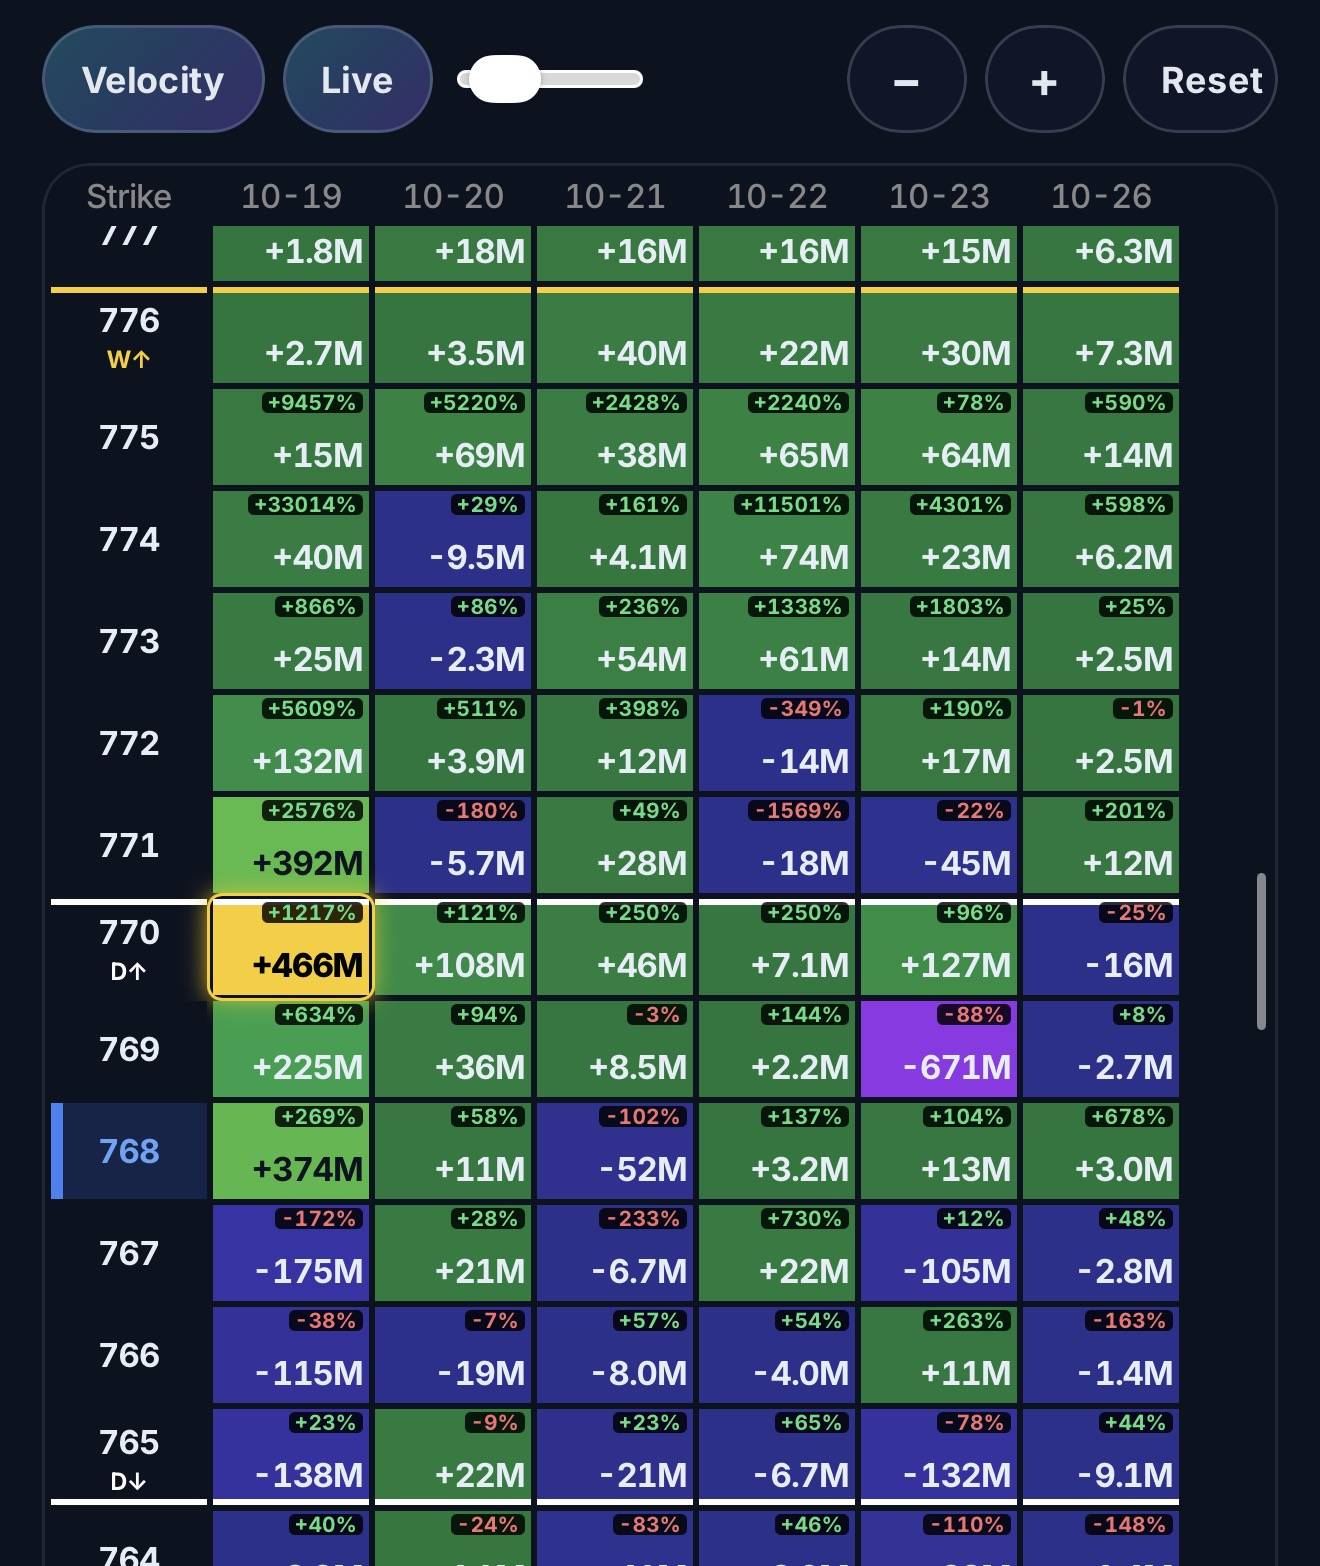 Velocity Live − + Reset
Strike 10-19 10-20 10-21 10-22 10-23 10-26
777 +1.8M +18M +16M +16M +15M +6.3M
776 +2.7M +3.5M +40M +22M +30M +7.3M
W↑
+9457% +5220% +2428% +2240% +78% +590%
775 +15M +69M +38M +65M +64M +14M
+33014% +29% +161% +11501% +4301% +598%
774 +40M -9.5M +4.1M +74M +23M +6.2M
+866% +86% +236% +1338% +1803% +25%
773 +25M -2.3M +54M +61M +14M +2.5M
+5609% +511% +398% -349% +190% -1%
772 +132M +3.9M +12M -14M +17M +2.5M
+2576% -180% +49% -1569% -22% +201%
771 +392M -5.7M +28M -18M -45M +12M
+1217% +121% +250% +250% +96% -25%
770 +466M +108M +46M +7.1M +127M -16M
D↑
+634% +94% -3% +144% -88% +8%
769 +225M +36M +8.5M +2.2M -671M -2.7M
+269% +58% -102% +137% +104% +678%
768 +374M +11M -52M +3.2M +13M +3.0M
-172% +28% -233% +730% +12% +48%
767 -175M +21M -6.7M +22M -105M -2.8M
-38% -7% +57% +54% +263% -163%
766 -115M -19M -8.0M -4.0M +11M -1.4M
+23% -9% +23% +65% -78% +44%
765 -138M +22M -21M -6.7M -132M -9.1M
D↓
+40% -24% -83% +46% -110% -148%
764